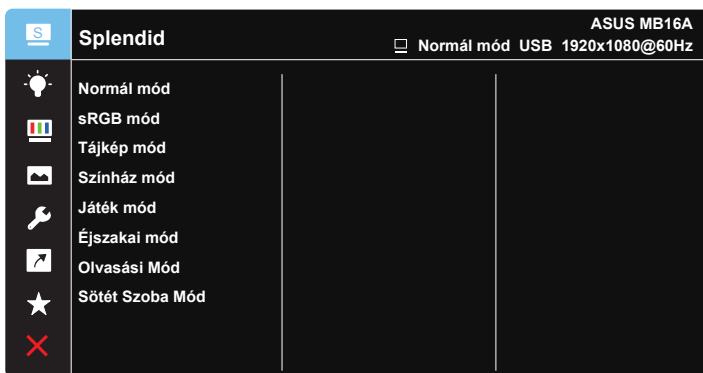 S
Splendid
ASUS MB16A
Normál mód USB 1920x1080@60Hz
Normál mód
sRGB mód
Tájkép mód
Színház mód
Játék mód
Éjszakai mód
Olvasási Mód
Sötét Szoba Mód